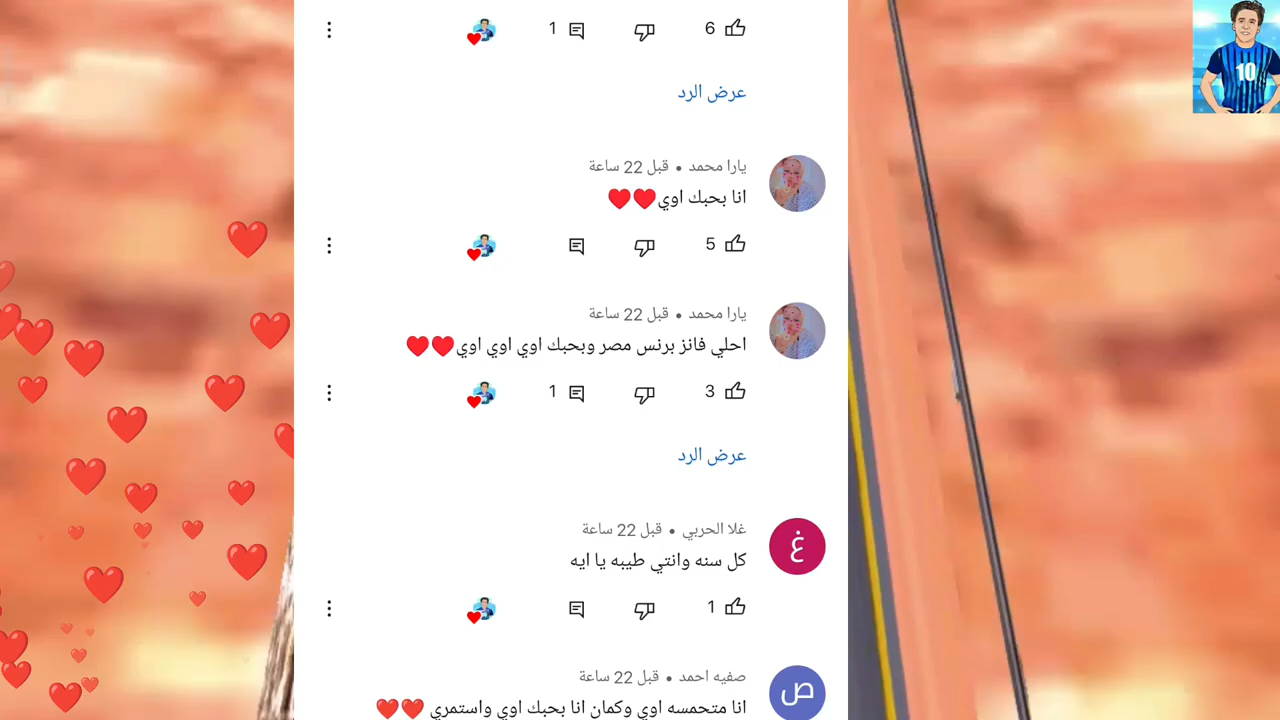 6 1
عرض الرد
يارا محمد • قبل 22 ساعة
انا بحبك اوي♥️♥️
5
يارا محمد • قبل 22 ساعة
احلي فانز برنس مصر وبحبك اوي اوي اوي♥️♥️
3 1
عرض الرد
غ
غلا الحربي • قبل 22 ساعة
كل سنه وانتي طيبه يا ايه
1
ص
صفيه احمد • قبل 22 ساعة
انا متحمسه اوي وكمان انا بحبك اوي واستمري ❤️❤️
10